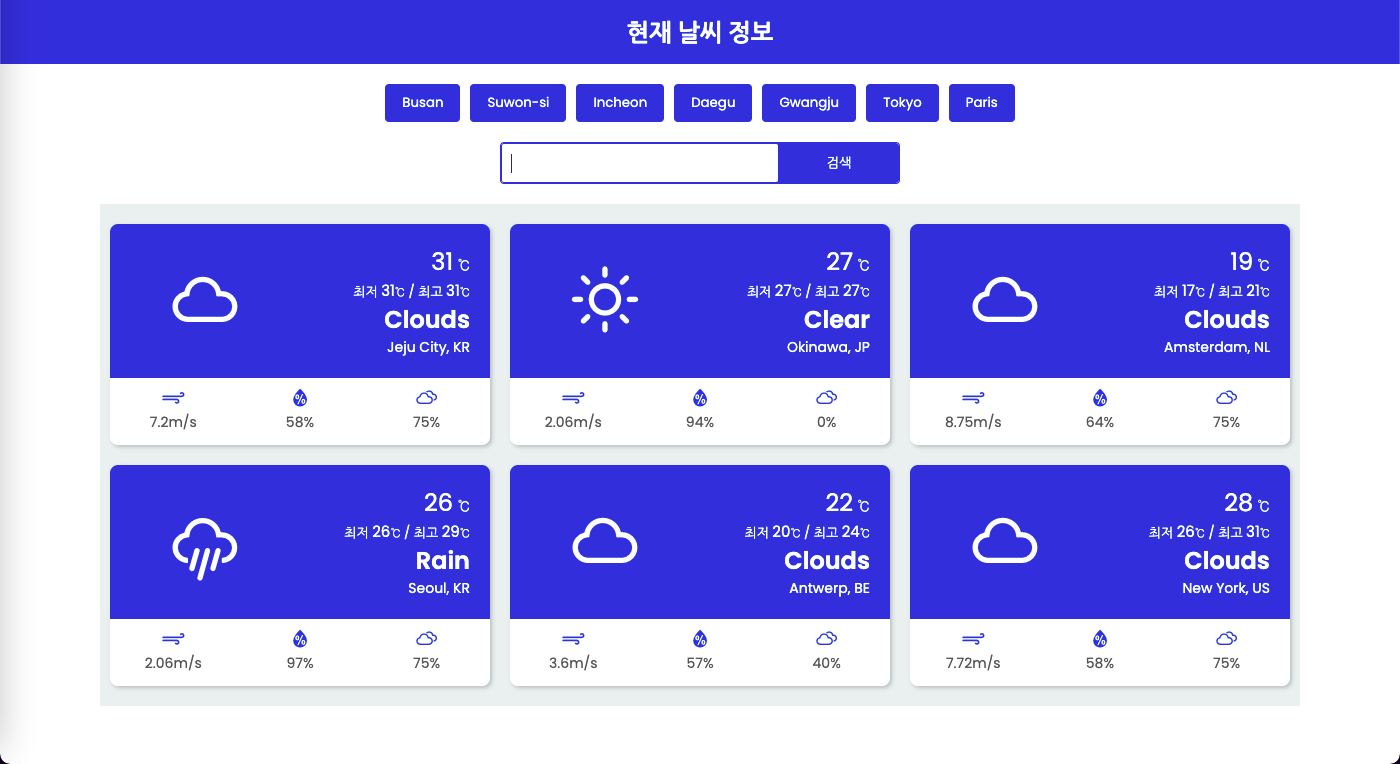 현재 날씨 정보
Busan Suwon-si Incheon Daegu Gwangju Tokyo Paris
검색
31 ℃
최저 31℃ / 최고 31℃
Clouds
Jeju City, KR
7.2m/s 58% 75%
27 ℃
최저 27℃ / 최고 27℃
Clear
Okinawa, JP
2.06m/s 94% 0%
19 ℃
최저 17℃ / 최고 21℃
Clouds
Amsterdam, NL
8.75m/s 64% 75%
26 ℃
최저 26℃ / 최고 29℃
Rain
Seoul, KR
2.06m/s 97% 75%
22 ℃
최저 20℃ / 최고 24℃
Clouds
Antwerp, BE
3.6m/s 57% 40%
28 ℃
최저 26℃ / 최고 31℃
Clouds
New York, US
7.72m/s 58% 75%